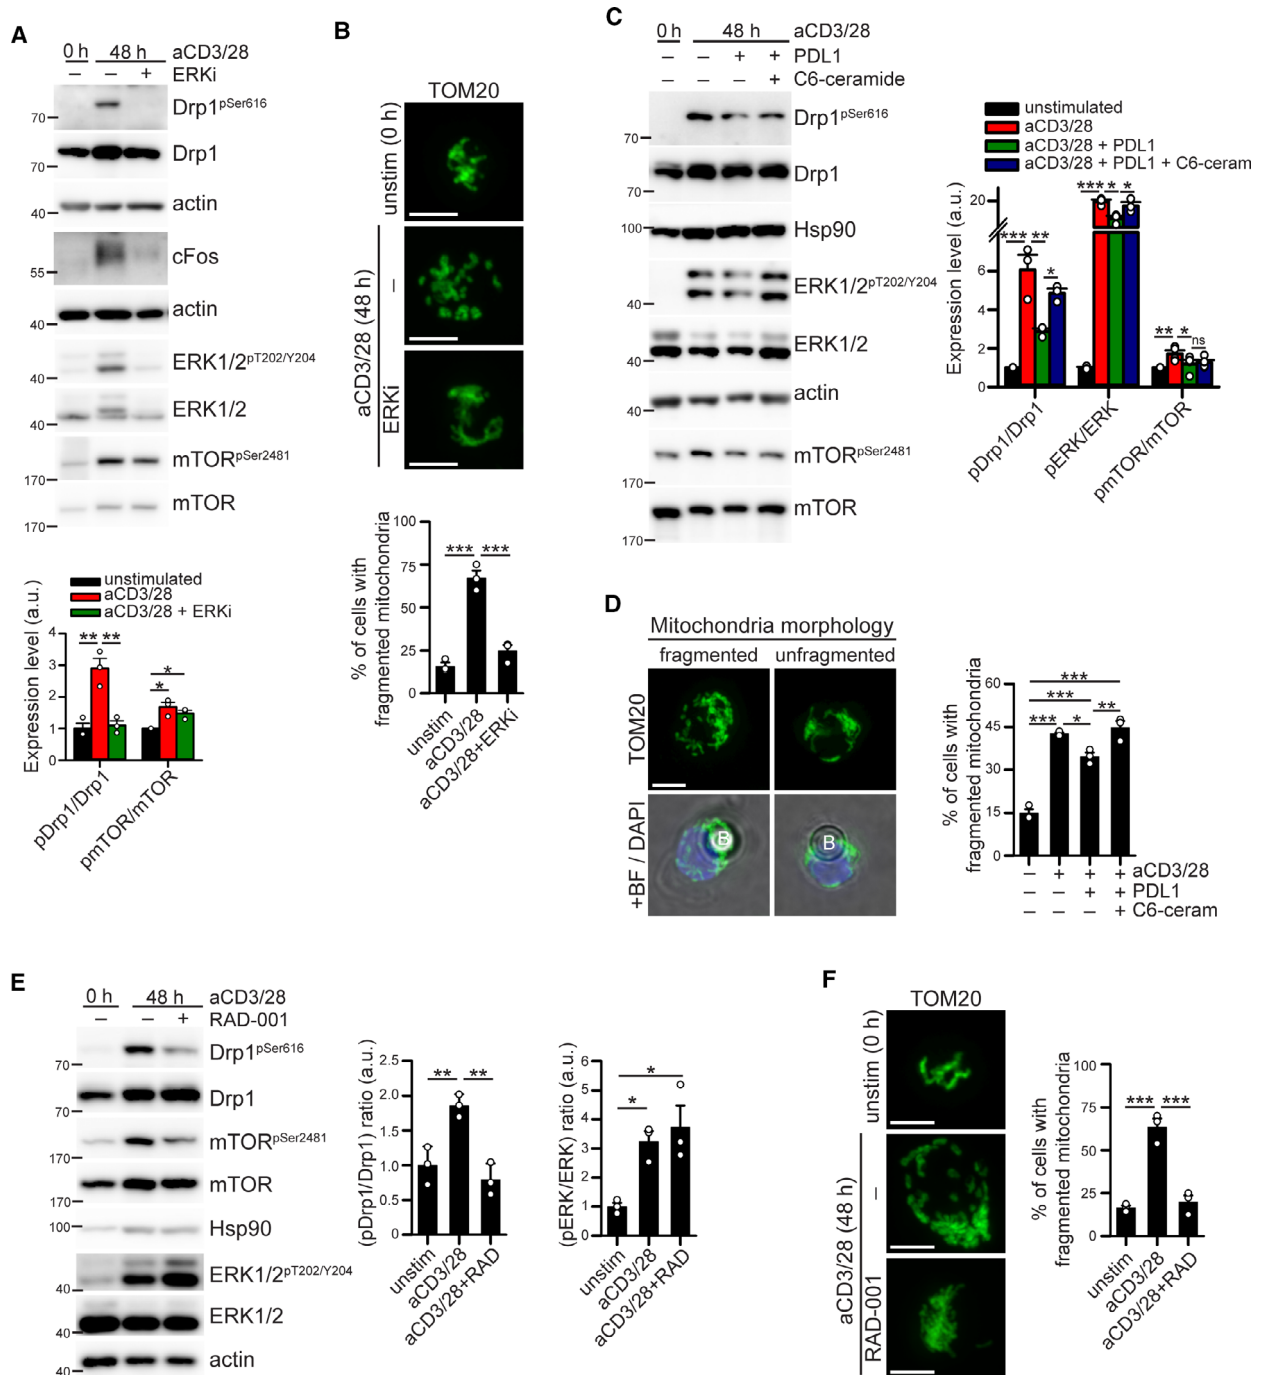 A
0 h 48 h aCD3/28
– – + ERKi
Drp1pSer616
70
Drp1
70
actin
40
cFos
55
actin
40
ERK1/2pT202/Y204
40
ERK1/2
40
mTORpSer2481
170
mTOR
170
unstimulated
aCD3/28
aCD3/28 + ERKi
Expression level (a.u.)
4
3
2
1
0
** **
*
*
pDrp1/Drp1
pmTOR/mTOR
B
TOM20
unstim (0 h)
aCD3/28 (48 h)
–
ERKi
% of cells with
fragmented mitochondria
100
75
50
25
0
*** ***
unstim
aCD3/28
aCD3/28+ERKi
C
0 h 48 h aCD3/28
– – + + PDL1
– – – + C6-ceramide
Drp1pSer616
70
Drp1
70
Hsp90
100
ERK1/2pT202/Y204
40
ERK1/2
40
actin
40
mTORpSer2481
170
mTOR
170
unstimulated
aCD3/28
aCD3/28 + PDL1
aCD3/28 + PDL1 + C6-ceram
Expression level (a.u.)
20
6
4
2
0
*** ** *
*** * *
** * ns
pDrp1/Drp1
pERK/ERK
pmTOR/mTOR
D
Mitochondria morphology
fragmented unfragmented
TOM20
+BF / DAPI
B B
% of cells with
fragmented mitochondria
60
45
30
15
0
***
*** **
*** *
– + + + aCD3/28
– – + + PDL1
– – – + C6-ceram
E
0 h 48 h aCD3/28
– – + RAD-001
Drp1pSer616
70
Drp1
70
mTORpSer2481
170
mTOR
170
Hsp90
100
ERK1/2pT202/Y204
40
ERK1/2
40
actin
40
(pDrp1/Drp1) ratio (a.u.)
2.5
2.0
1.5
1.0
0.5
0
** **
unstim
aCD3/28
aCD3/28+RAD
(pERK/ERK) ratio (a.u.)
6
5
4
3
2
1
0
*
*
unstim
aCD3/28
aCD3/28+RAD
F
TOM20
unstim (0 h)
aCD3/28 (48 h)
–
RAD-001
% of cells with
fragmented mitochondria
100
75
50
25
0
*** ***
unstim
aCD3/28
aCD3/28+RAD